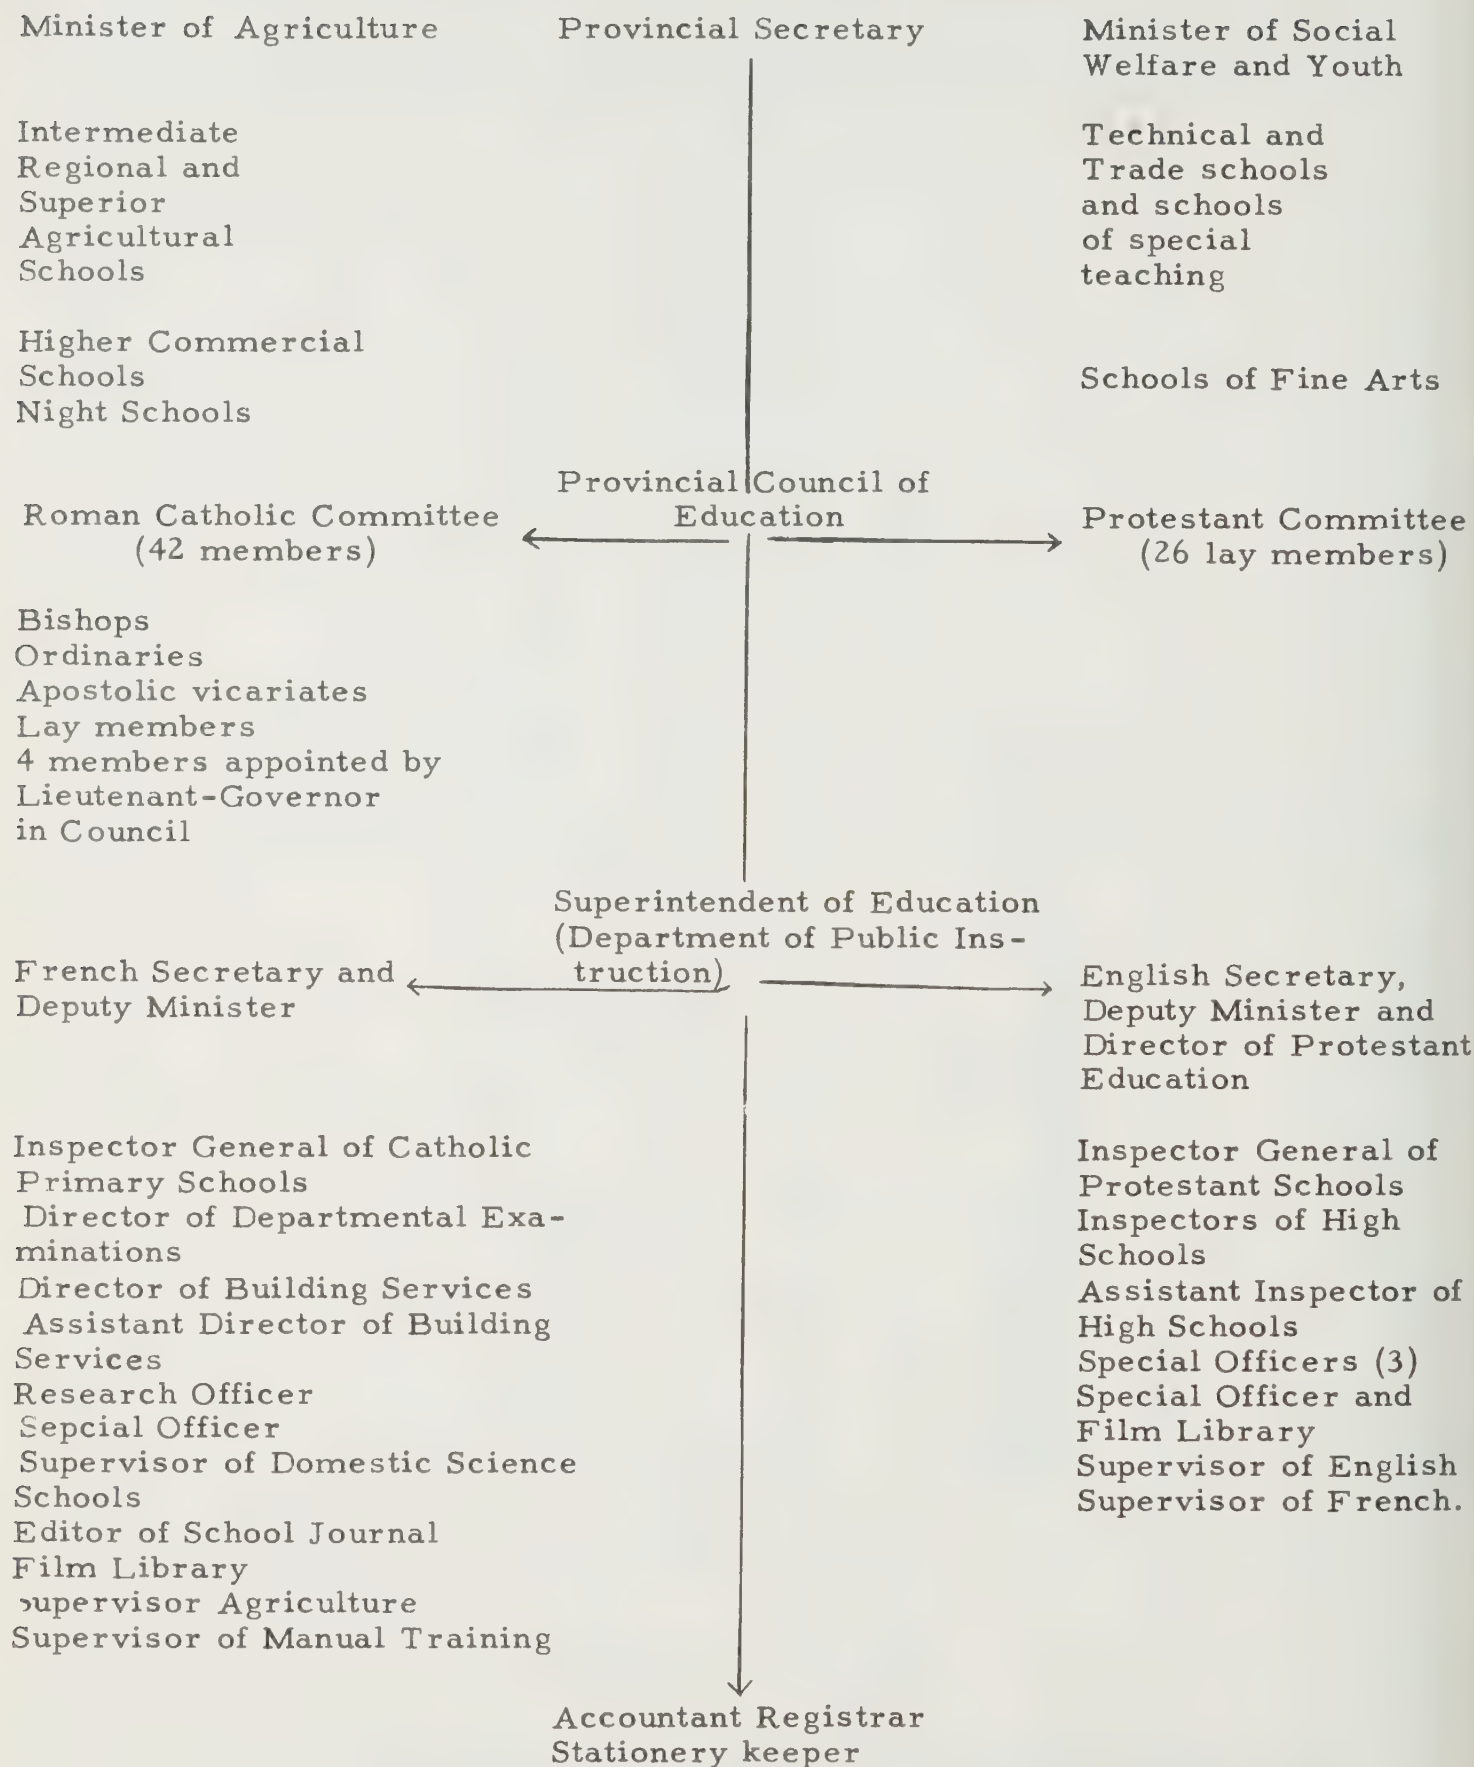 Minister of Agriculture
Provincial Secretary
Minister of Social
Welfare and Youth
Intermediate
Regional and
Superior
Agricultural
Schools
Technical and
Trade schools
and schools
of special
teaching
Higher Commercial
Schools
Night Schools
Schools of Fine Arts
Provincial Council of
Education
Roman Catholic Committee
(42 members)
Protestant Committee
(26 lay members)
Bishops
Ordinaries
Apostolic vicariates
Lay members
4 members appointed by
Lieutenant-Governor
in Council
Superintendent of Education
(Department of Public Ins-
truction)
French Secretary and
Deputy Minister
English Secretary,
Deputy Minister and
Director of Protestant
Education
Inspector General of Catholic
Primary Schools
Director of Departmental Exa-
minations
Director of Building Services
Assistant Director of Building
Services
Research Officer
Sepcial Officer
Supervisor of Domestic Science
Schools
Editor of School Journal
Film Library
Supervisor Agriculture
Supervisor of Manual Training
Inspector General of
Protestant Schools
Inspectors of High
Schools
Assistant Inspector of
High Schools
Special Officers (3)
Special Officer and
Film Library
Supervisor of English
Supervisor of French.
Accountant Registrar
Stationery keeper